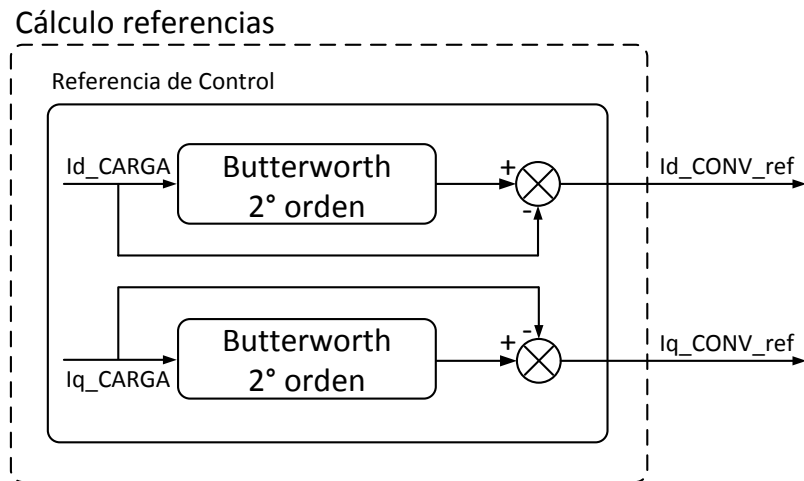 Cálculo referencias
Referencia de Control
Id_CARGA
Butterworth
2° orden
+
-
Id_CONV_ref
Iq_CARGA
Butterworth
2° orden
+
-
Iq_CONV_ref